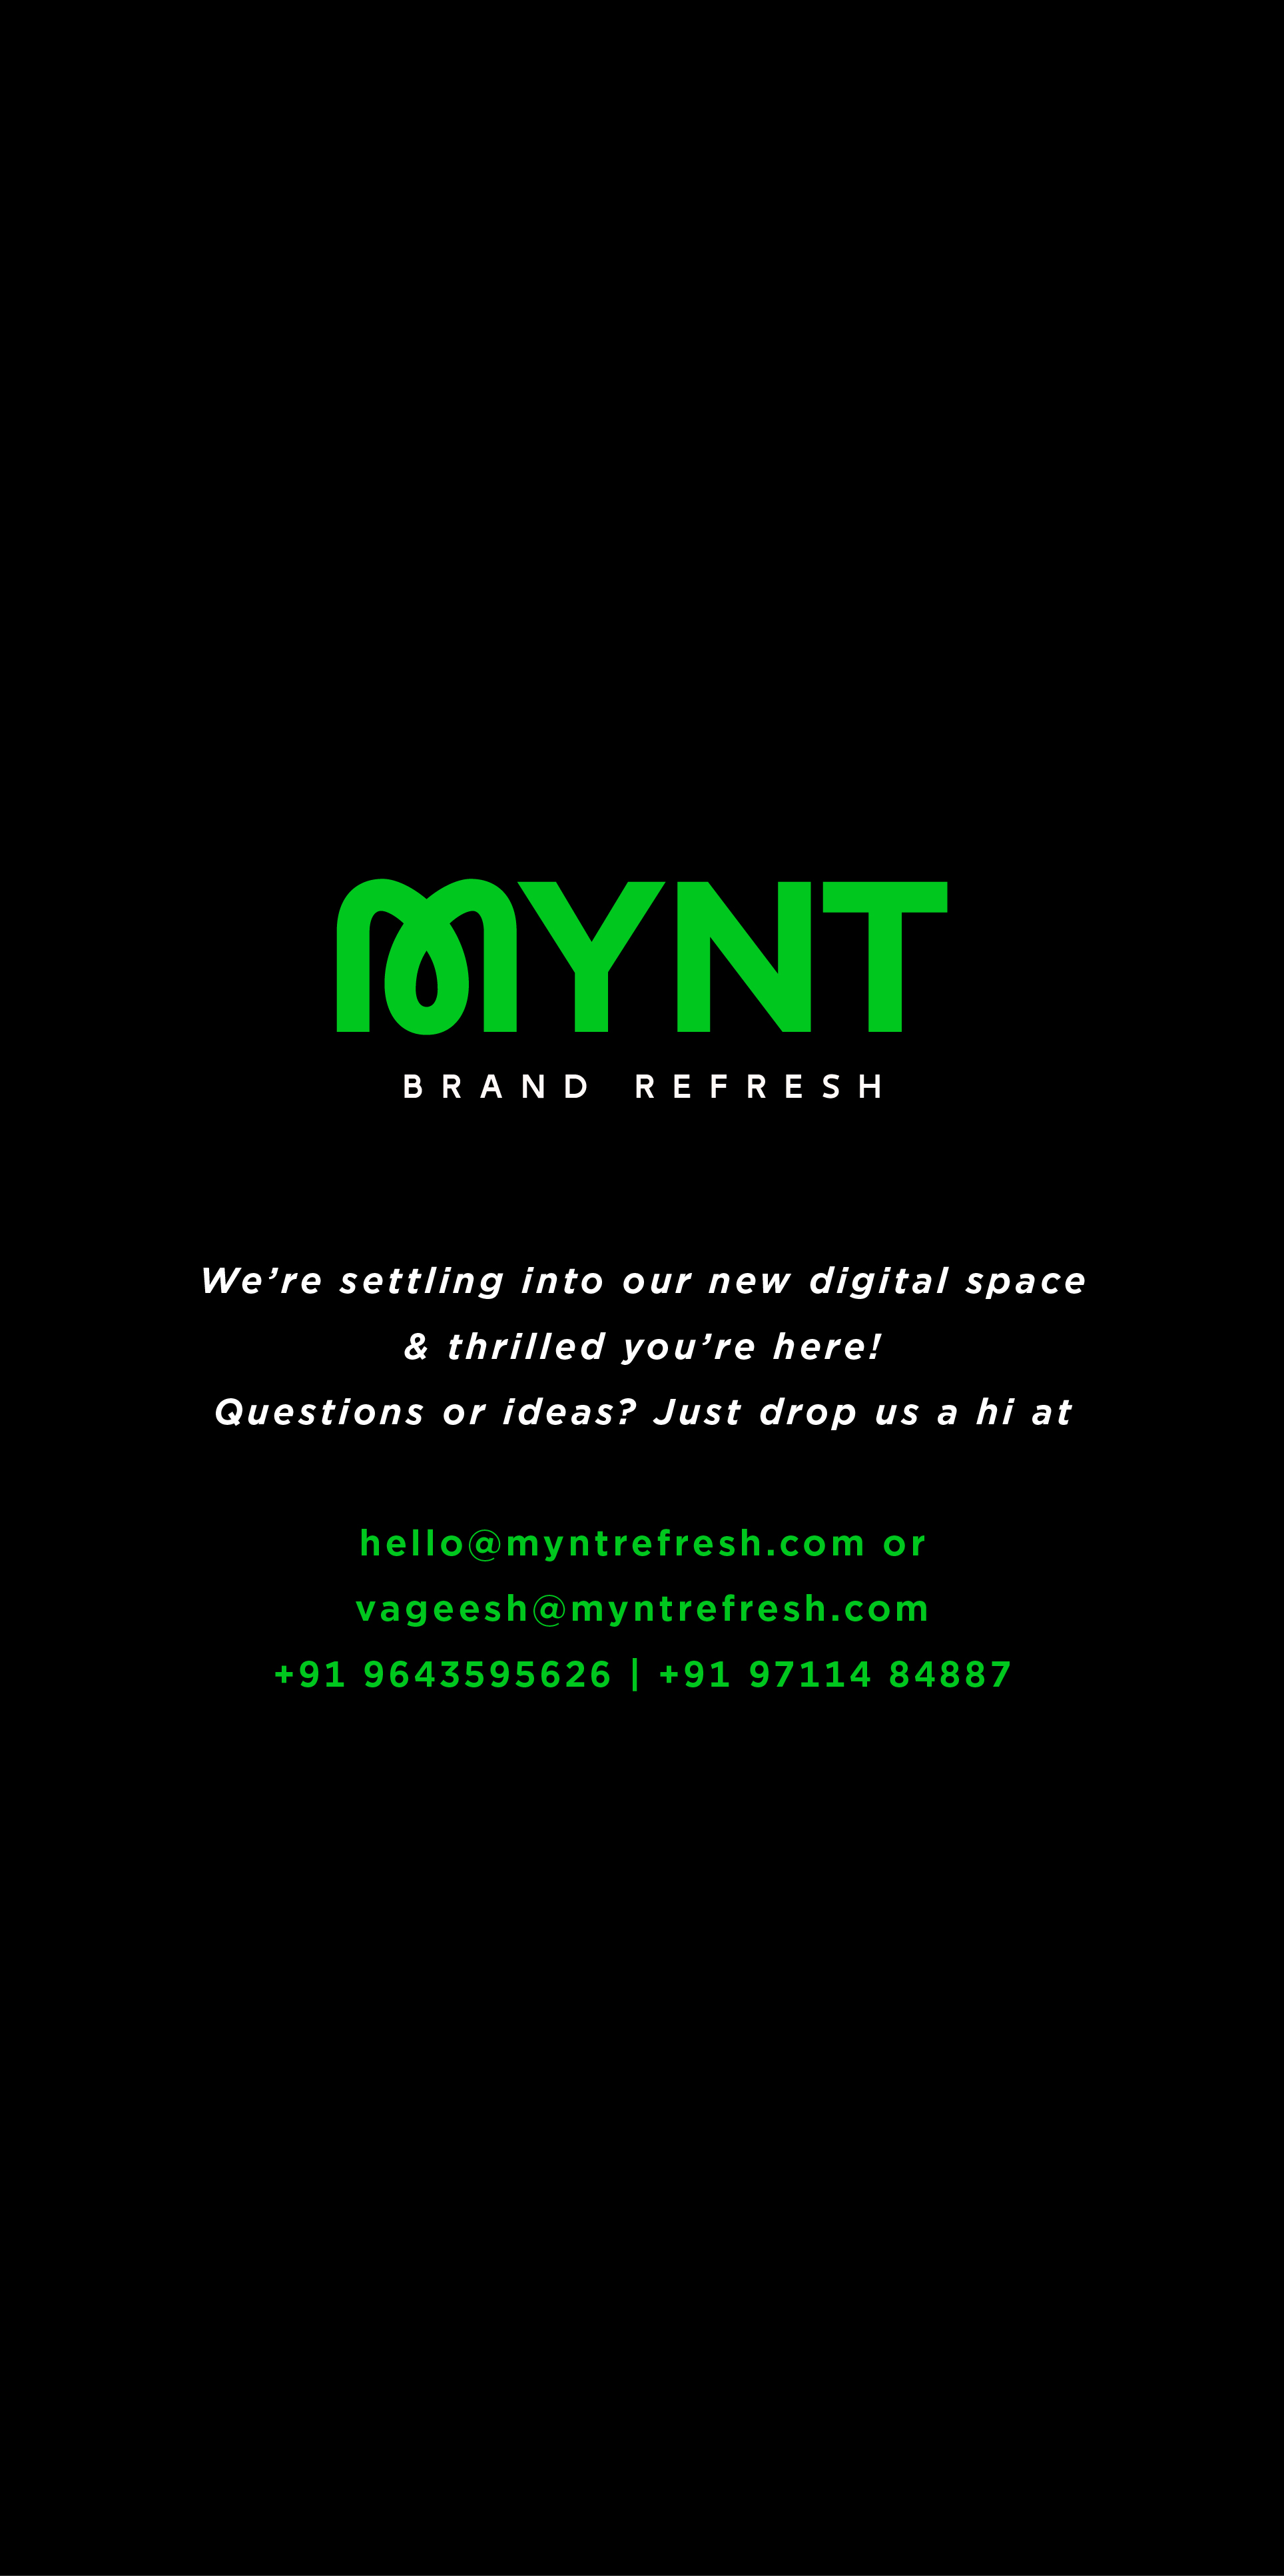 MYNT
BRAND REFRESH
We’re settling into our new digital space
& thrilled you’re here!
Questions or ideas? Just drop us a hi at
hello@myntrefresh.com or
vageesh@myntrefresh.com
+91 9643595626 | +91 97114 84887